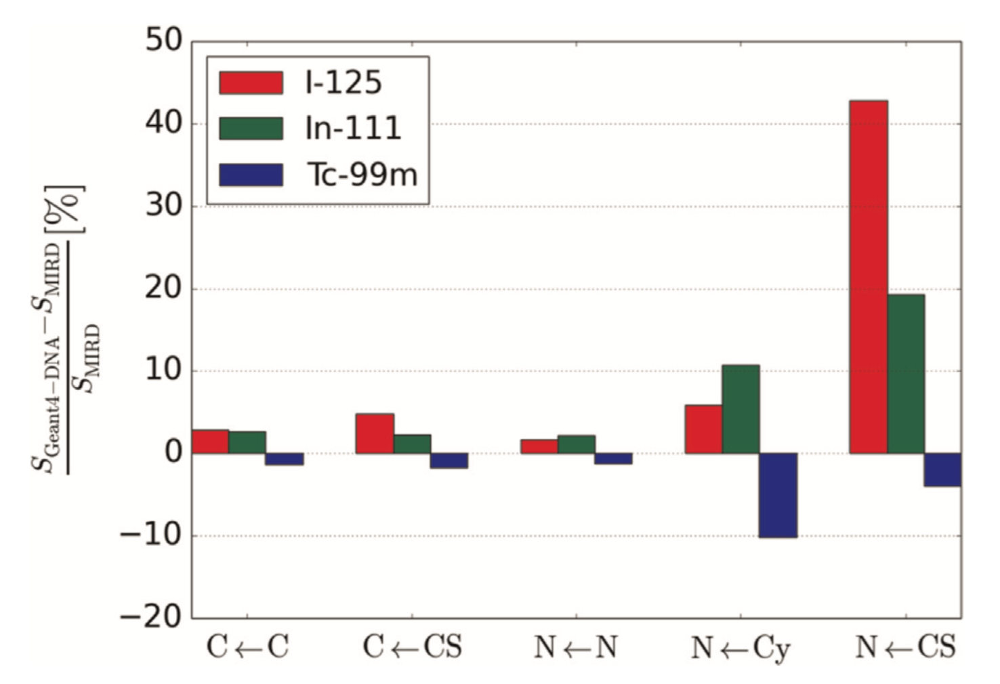 50
40
30
20
10
0
−10
−20
S_Geant4−DNA−S_MIRD [%]
S_MIRD
I-125
In-111
Tc-99m
C←C C←CS N←N N←Cy N←CS